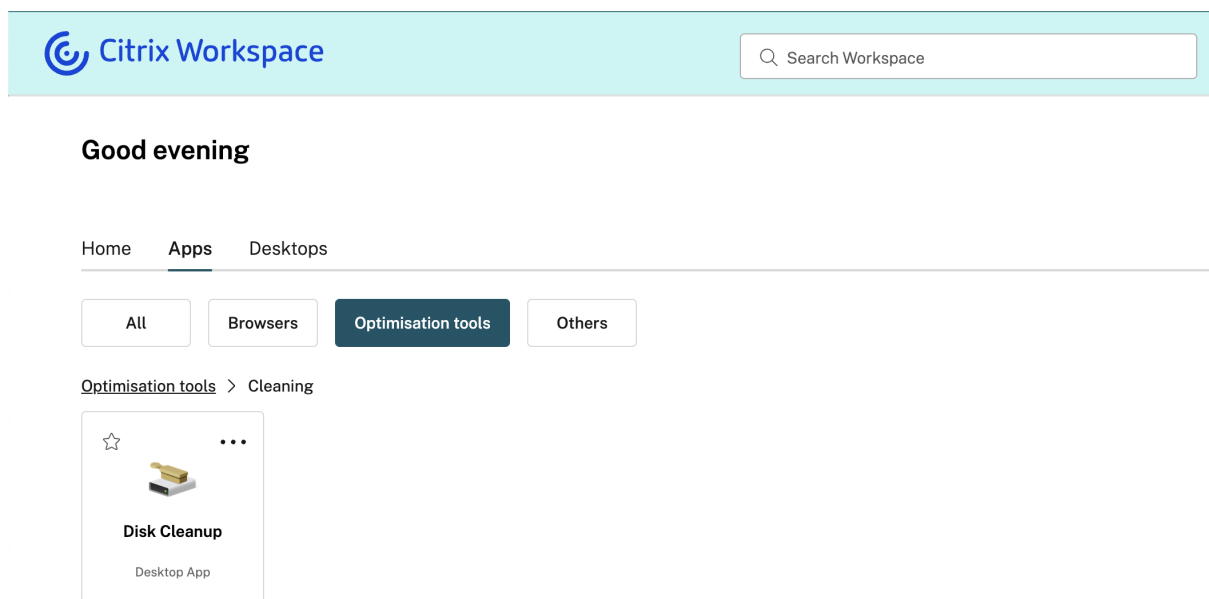 Citrix Workspace
Search Workspace
Good evening
Home Apps Desktops
All Browsers Optimisation tools Others
Optimisation tools > Cleaning
Disk Cleanup
Desktop App